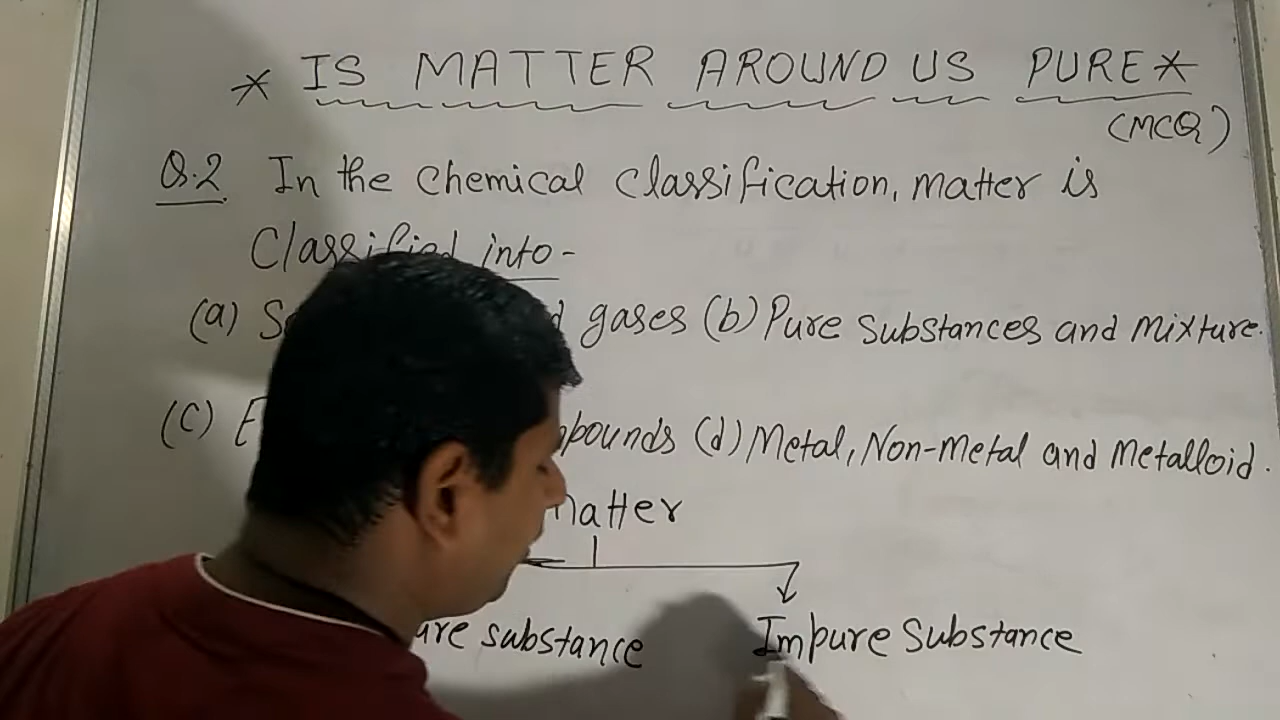 * IS MATTER AROUND US PURE *
(MCQ)
Q.2. In the chemical classification, matter is
Classified into -
(a) gases (b) Pure substances and mixture.
(c) (d) Metal, Non-metal and metalloid.
matter
substance Impure Substance